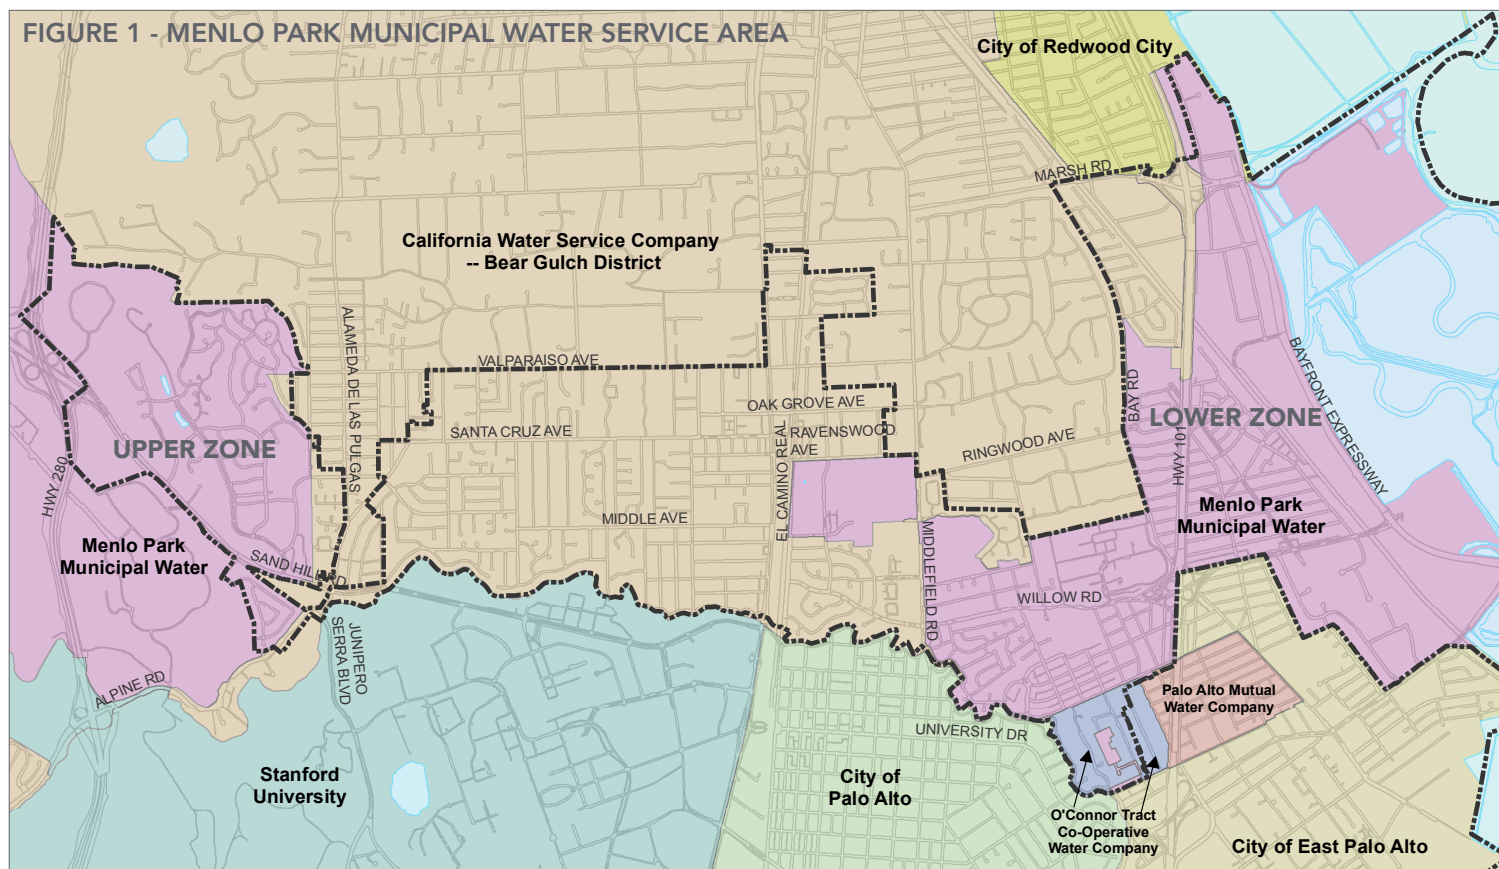 FIGURE 1 - MENLO PARK MUNICIPAL WATER SERVICE AREA
City of Redwood City
MARSH RD
California Water Service Company
-- Bear Gulch District
ALAMEDA DE LAS PULGAS
VALPARAISO AVE
BAYFRONT EXPRESSWAY
BAY RD
OAK GROVE AVE
LOWER ZONE
UPPER ZONE
SANTA CRUZ AVE
EL CAMINO REAL
RAVENSWOOD
AVE
RINGWOOD AVE
HWY 101
HWY 280
Menlo Park
Municipal Water
MIDDLE AVE
MIDDLEFIELD RD
Menlo Park
Municipal Water
SAND HILL RD
WILLOW RD
JUNIPERO
SERRA BLVD
ALPINE RD
Palo Alto Mutual
Water Company
UNIVERSITY DR
Stanford
University
City of
Palo Alto
O'Connor Tract
Co-Operative
Water Company
City of East Palo Alto